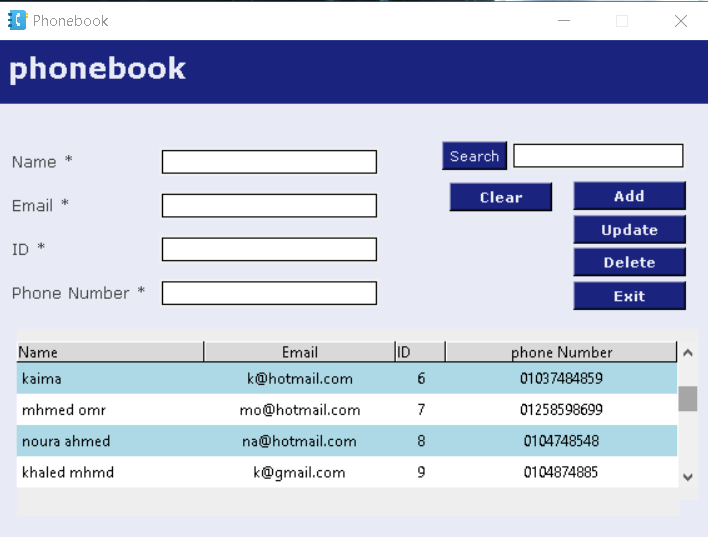 Phonebook
phonebook
Name *
Email *
ID *
Phone Number *
Search
Clear
Add
Update
Delete
Exit
Name Email ID phone Number
kaima k@hotmail.com 6 01037484859
mhmed omr mo@hotmail.com 7 01258598699
noura ahmed na@hotmail.com 8 0104748548
khaled mhmd k@gmail.com 9 0104874885